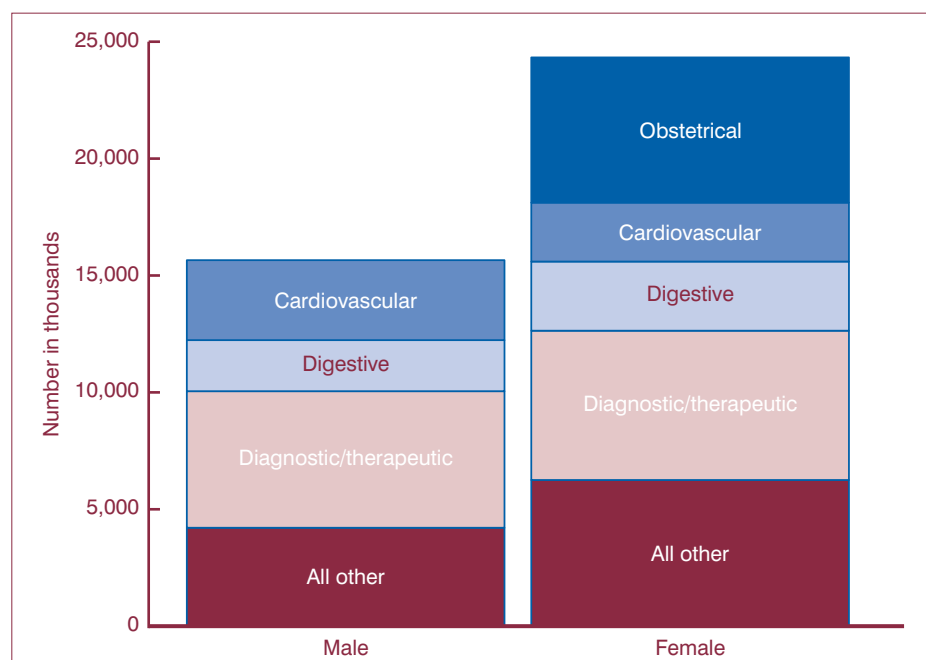 25,000
20,000
15,000
10,000
5,000
0
Number in thousands
Cardiovascular
Digestive
Diagnostic/therapeutic
All other
Obstetrical
Cardiovascular
Digestive
Diagnostic/therapeutic
All other
Male
Female